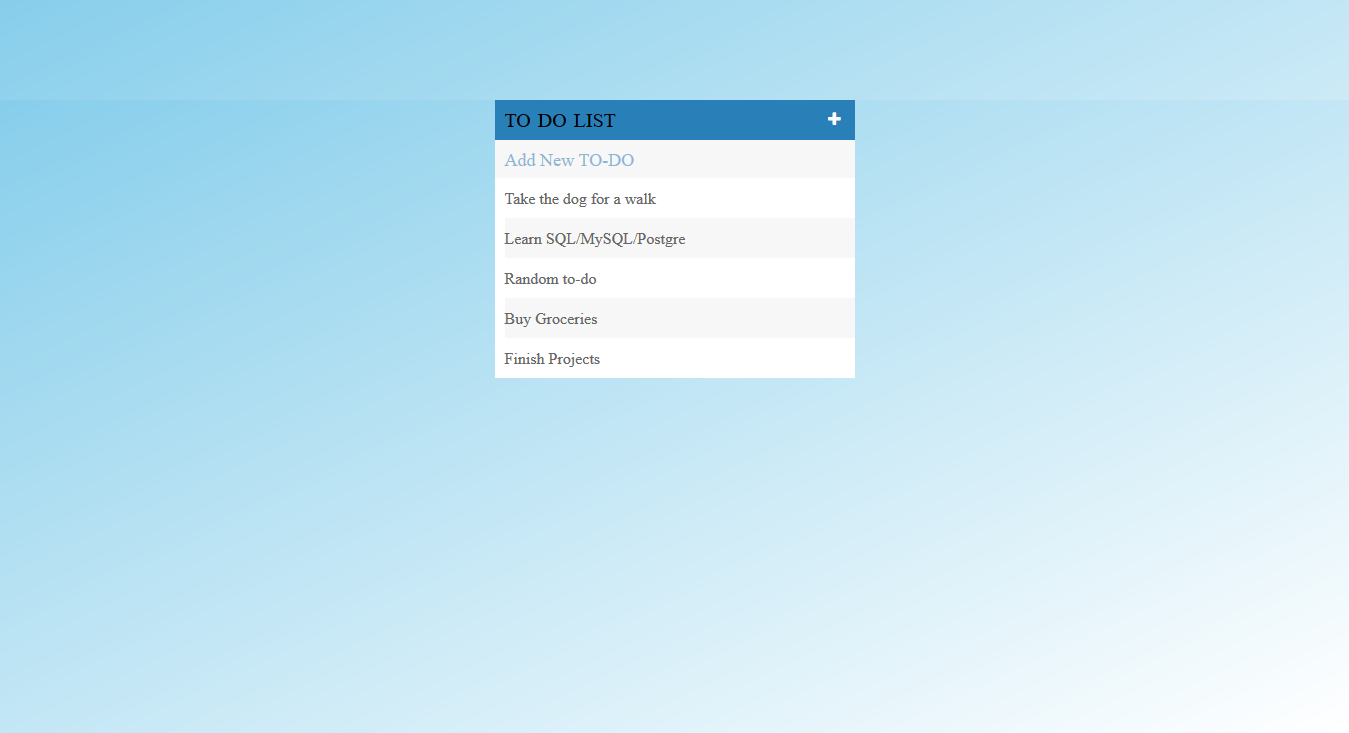 TO DO LIST
Add New TO-DO
Take the dog for a walk
Learn SQL/MySQL/Postgre
Random to-do
Buy Groceries
Finish Projects